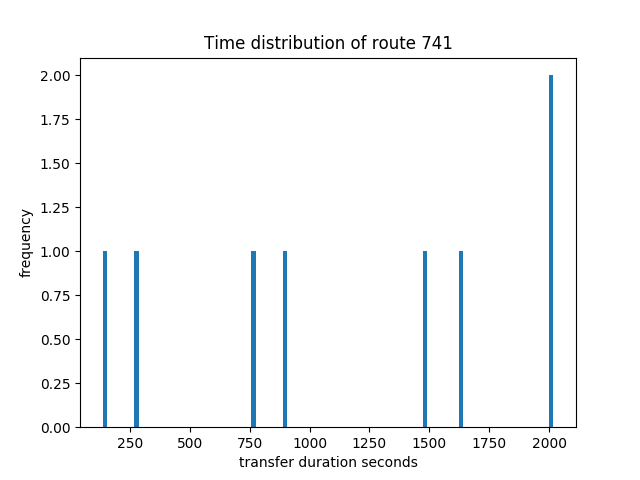 Time distribution of route 741
2.00
1.75
1.50
1.25
1.00
0.75
0.50
0.25
0.00
frequency
250 500 750 1000 1250 1500 1750 2000
transfer duration seconds